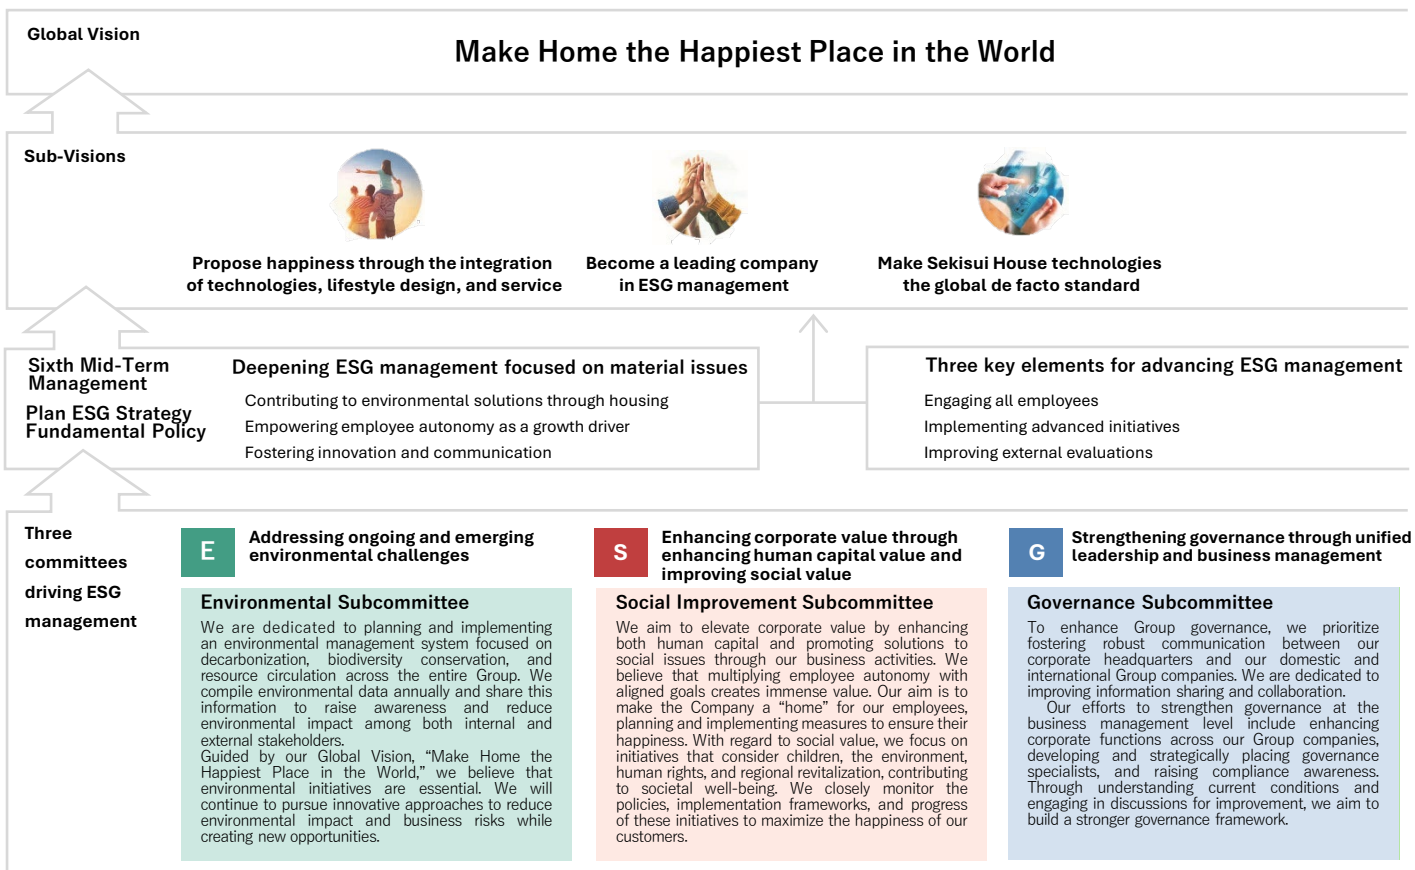 Global Vision
Make Home the Happiest Place in the World
Sub-Visions
Propose happiness through the integration
of technologies, lifestyle design, and service
Become a leading company
in ESG management
Make Sekisui House technologies
the global de facto standard
Sixth Mid-Term
Management
Plan ESG Strategy
Fundamental Policy
Deepening ESG management focused on material issues
Contributing to environmental solutions through housing
Empowering employee autonomy as a growth driver
Fostering innovation and communication
Three key elements for advancing ESG management
Engaging all employees
Implementing advanced initiatives
Improving external evaluations
Three
committees
driving ESG
management
E
Addressing ongoing and emerging
environmental challenges
Environmental Subcommittee
We are dedicated to planning and implementing
an environmental management system focused on
decarbonization, biodiversity conservation, and
resource circulation across the entire Group. We
compile environmental data annually and share this
information to raise awareness and reduce
environmental impact among both internal and
external stakeholders.
Guided by our Global Vision, “Make Home the
Happiest Place in the World,” we believe that
environmental initiatives are essential. We will
continue to pursue innovative approaches to reduce
environmental impact and business risks while
creating new opportunities.
S
Enhancing corporate value through
enhancing human capital value and
improving social value
Social Improvement Subcommittee
We aim to elevate corporate value by enhancing
both human capital and promoting solutions to
social issues through our business activities. We
believe that multiplying employee autonomy with
aligned goals creates immense value. Our aim is to
make the Company a “home” for our employees,
planning and implementing measures to ensure their
happiness. With regard to social value, we focus on
initiatives that consider children, the environment,
human rights, and regional revitalization, contributing
to societal well-being. We closely monitor the
policies, implementation frameworks, and progress
of these initiatives to maximize the happiness of our
customers.
G
Strengthening governance through unified
leadership and business management
Governance Subcommittee
To enhance Group governance, we prioritize
fostering robust communication between our
corporate headquarters and our domestic and
international Group companies. We are dedicated to
improving information sharing and collaboration.
Our efforts to strengthen governance at the
business management level include enhancing
corporate functions across our Group companies,
developing and strategically placing governance
specialists, and raising compliance awareness.
Through understanding current conditions and
engaging in discussions for improvement, we aim to
build a stronger governance framework.